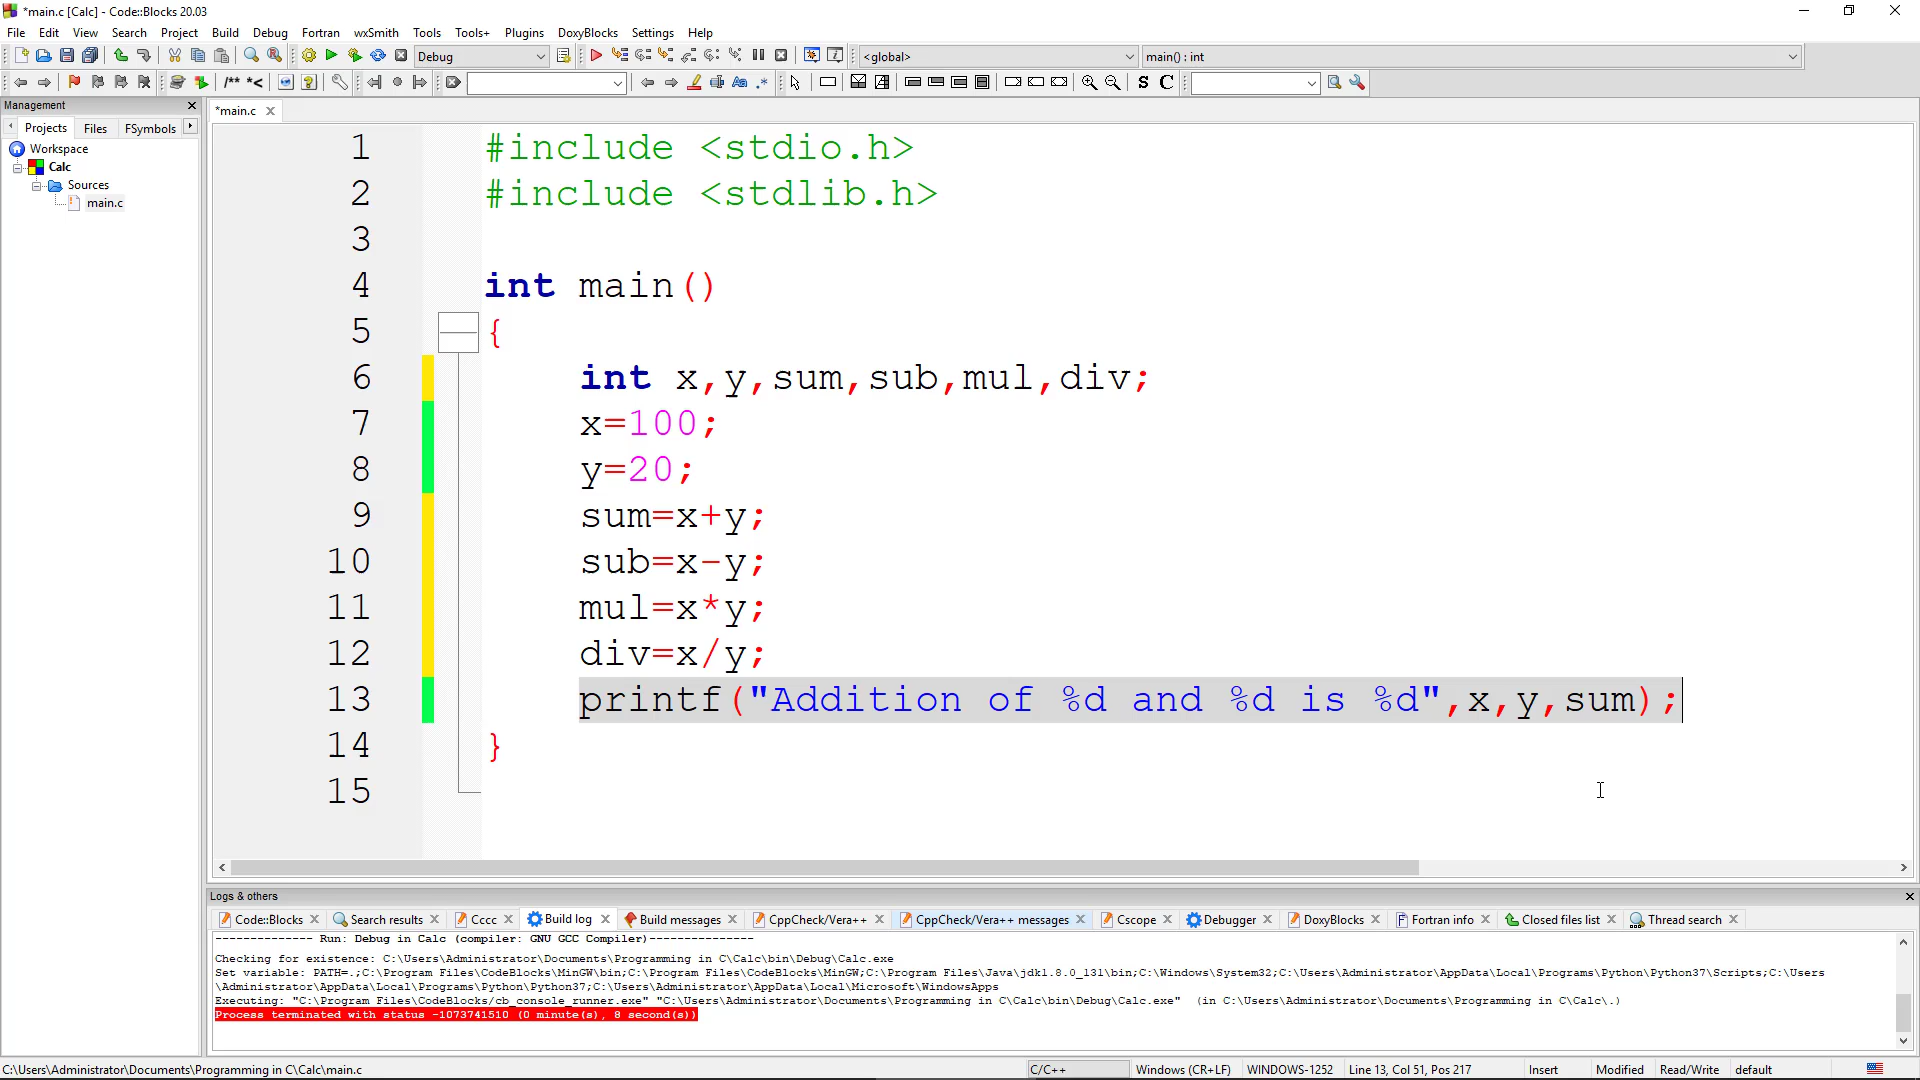 *main.c [Calc] - Code::Blocks 20.03
File Edit View Search Project Build Debug Fortran wxSmith Tools Tools+ Plugins DoxyBlocks Settings Help
Debug <global> main() : int
/** *< Aa .* S C
Management
Projects Files FSymbols
Workspace
Calc
Sources
main.c
*main.c
1 #include <stdio.h>
2 #include <stdlib.h>
3
4 int main()
5 {
6 int x,y,sum,sub,mul,div;
7 x=100;
8 y=20;
9 sum=x+y;
10 sub=x-y;
11 mul=x*y;
12 div=x/y;
13 printf("Addition of %d and %d is %d",x,y,sum);
14 }
15
Logs & others
Code::Blocks Search results Cccc Build log Build messages CppCheck/Vera++ CppCheck/Vera++ messages Cscope Debugger DoxyBlocks Fortran info Closed files list Thread search
-------------- Run: Debug in Calc (compiler: GNU GCC Compiler)---------------
Checking for existence: C:\Users\Administrator\Documents\Programming in C\Calc\bin\Debug\Calc.exe
Set variable: PATH=.;C:\Program Files\CodeBlocks\MinGW\bin;C:\Program Files\CodeBlocks\MinGW;C:\Program Files\Java\jdk1.8.0_131\bin;C:\Windows\System32;C:\Users\Administrator\AppData\Local\Programs\Python\Python37\Scripts;C:\Users
\Administrator\AppData\Local\Programs\Python\Python37;C:\Users\Administrator\AppData\Local\Microsoft\WindowsApps
Executing: "C:\Program Files\CodeBlocks/cb_console_runner.exe" "C:\Users\Administrator\Documents\Programming in C\Calc\bin\Debug\Calc.exe" (in C:\Users\Administrator\Documents\Programming in C\Calc\.)
Process terminated with status -1073741510 (0 minute(s), 8 second(s))
C:\Users\Administrator\Documents\Programming in C\Calc\main.c C/C++ Windows (CR+LF) WINDOWS-1252 Line 13, Col 51, Pos 217 Insert Modified Read/Write default